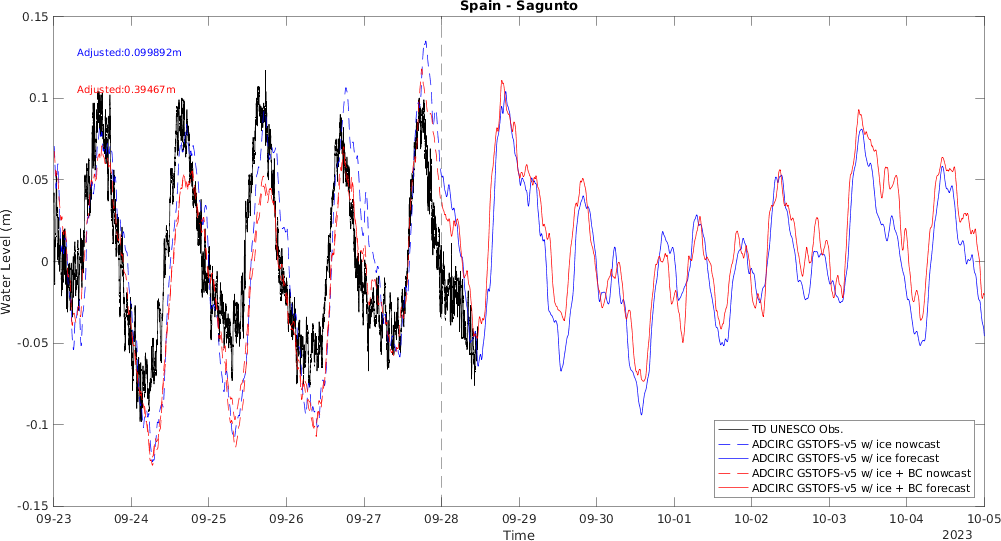 Spain - Sagunto
0.15
Adjusted:0.099892m
Adjusted:0.39467m
0.1
0.05
0
-0.05
-0.1
-0.15
Water Level (m)
TD UNESCO Obs.
ADCIRC GSTOFS-v5 w/ ice nowcast
ADCIRC GSTOFS-v5 w/ ice forecast
ADCIRC GSTOFS-v5 w/ ice + BC nowcast
ADCIRC GSTOFS-v5 w/ ice + BC forecast
09-23 09-24 09-25 09-26 09-27 09-28 09-29 09-30 10-01 10-02 10-03 10-04 10-05
Time
2023